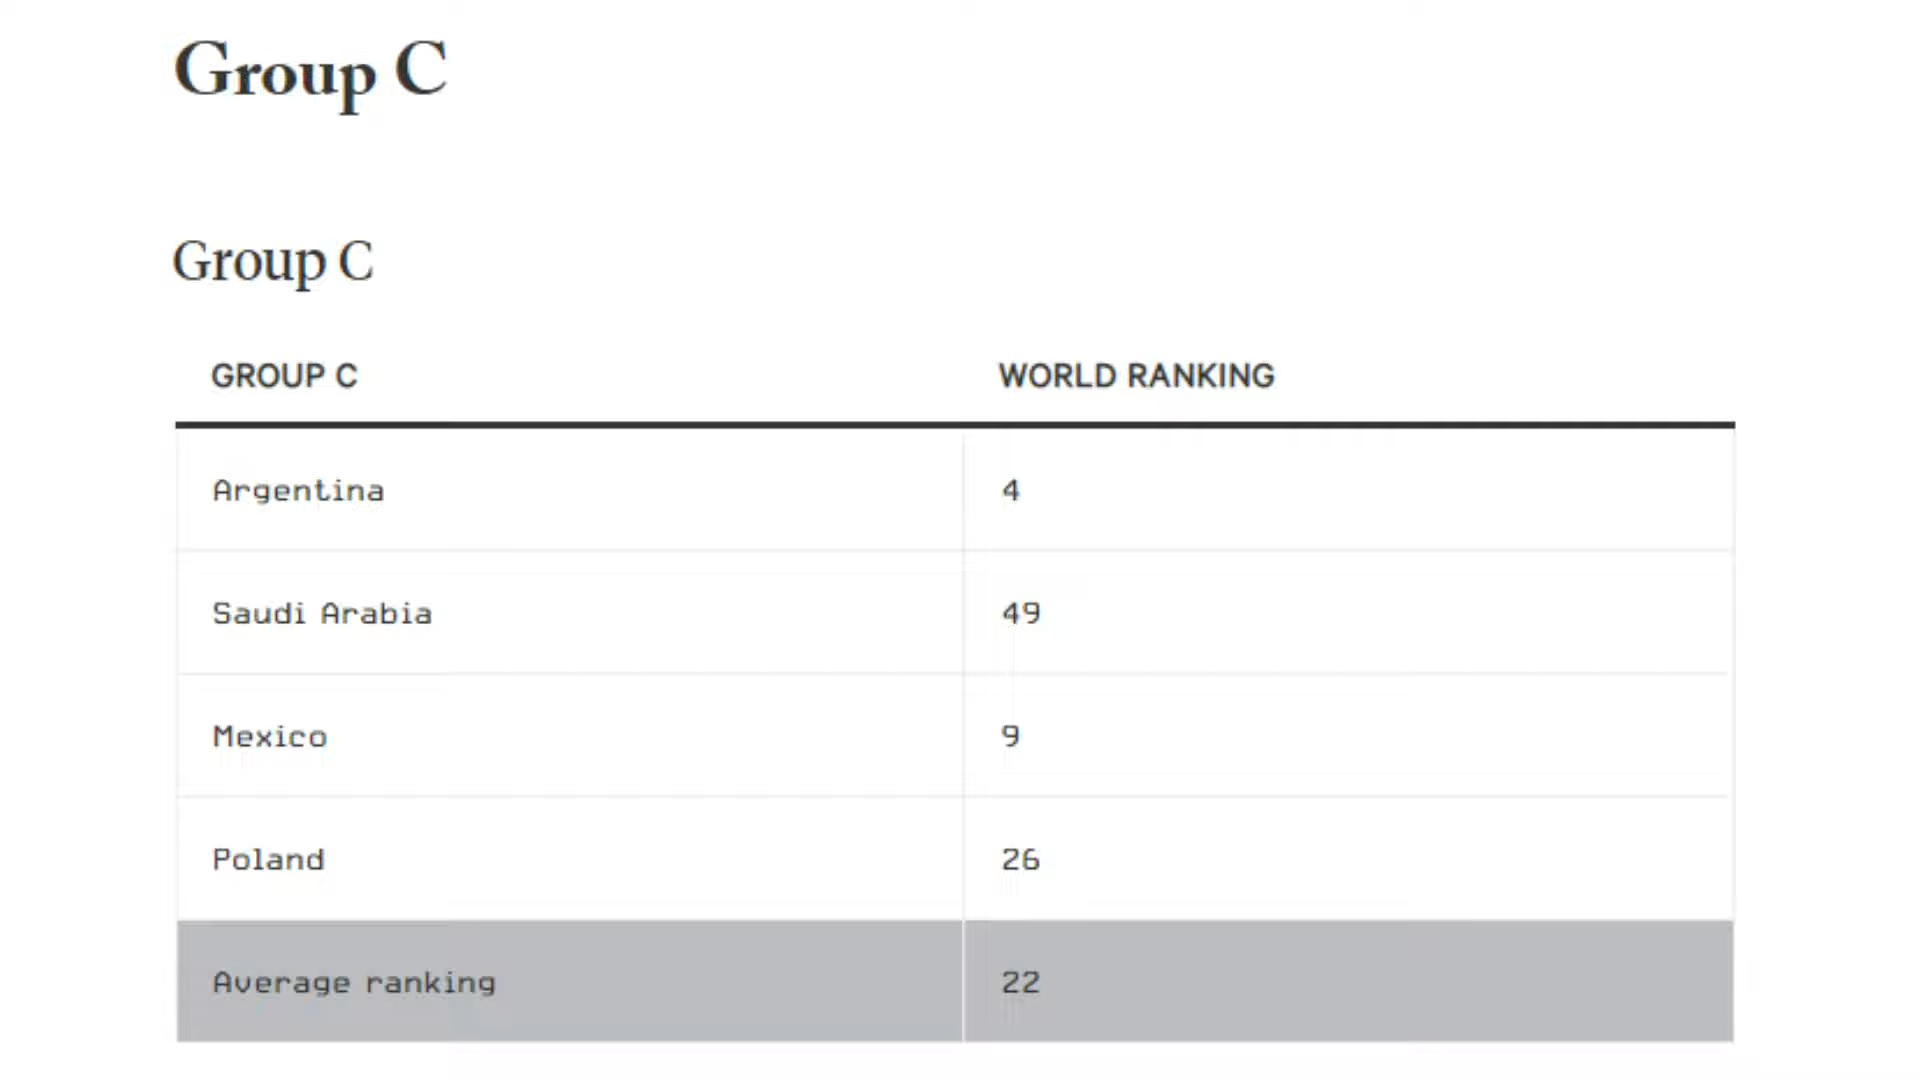 Group C
Group C
GROUP C WORLD RANKING
Argentina 4
Saudi Arabia 49
Mexico 9
Poland 26
Average ranking 22